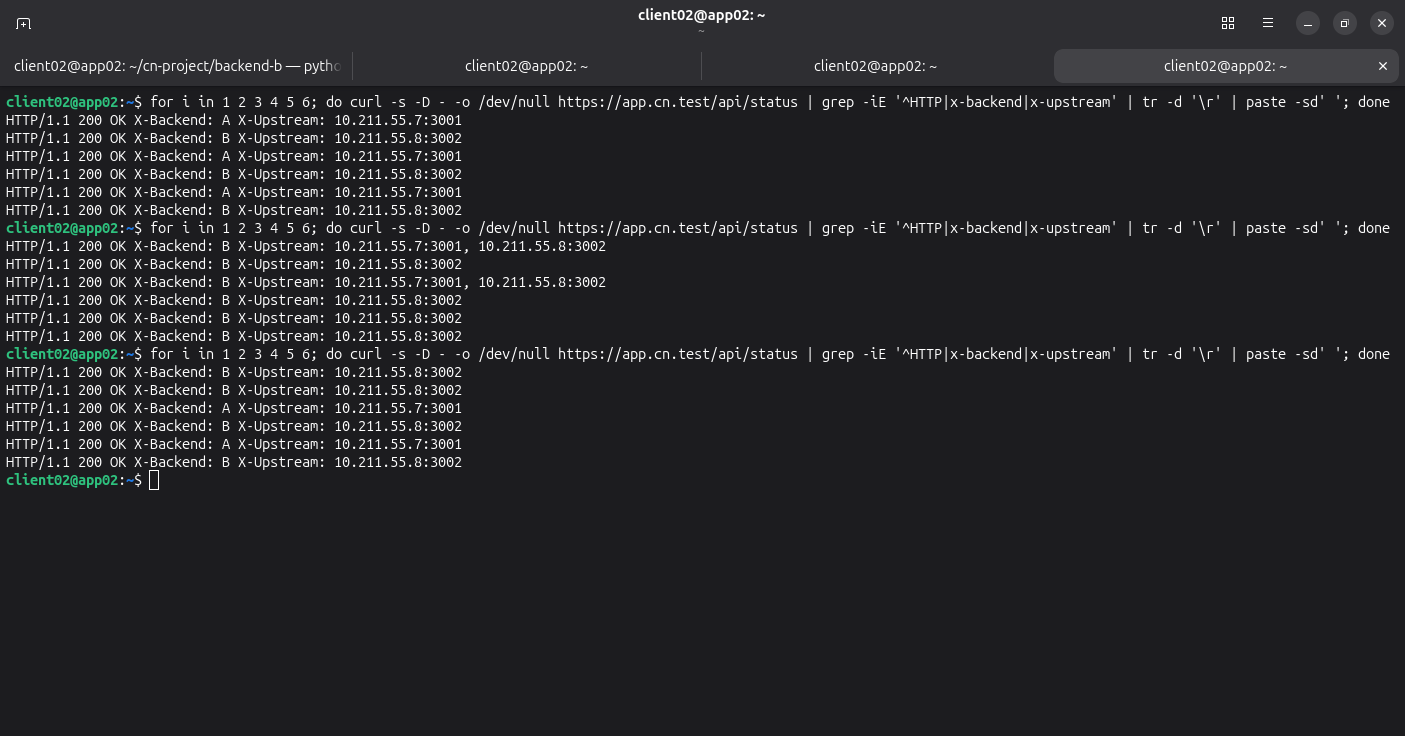 client02@app02: ~
~
client02@app02: ~/cn-project/backend-b — pytho
client02@app02: ~
client02@app02: ~
client02@app02: ~
client02@app02:~$ for i in 1 2 3 4 5 6; do curl -s -D - -o /dev/null https://app.cn.test/api/status | grep -iE '^HTTP|x-backend|x-upstream' | tr -d '\r' | paste -sd' '; done
HTTP/1.1 200 OK X-Backend: A X-Upstream: 10.211.55.7:3001
HTTP/1.1 200 OK X-Backend: B X-Upstream: 10.211.55.8:3002
HTTP/1.1 200 OK X-Backend: A X-Upstream: 10.211.55.7:3001
HTTP/1.1 200 OK X-Backend: B X-Upstream: 10.211.55.8:3002
HTTP/1.1 200 OK X-Backend: A X-Upstream: 10.211.55.7:3001
HTTP/1.1 200 OK X-Backend: B X-Upstream: 10.211.55.8:3002
client02@app02:~$ for i in 1 2 3 4 5 6; do curl -s -D - -o /dev/null https://app.cn.test/api/status | grep -iE '^HTTP|x-backend|x-upstream' | tr -d '\r' | paste -sd' '; done
HTTP/1.1 200 OK X-Backend: B X-Upstream: 10.211.55.7:3001, 10.211.55.8:3002
HTTP/1.1 200 OK X-Backend: B X-Upstream: 10.211.55.8:3002
HTTP/1.1 200 OK X-Backend: B X-Upstream: 10.211.55.7:3001, 10.211.55.8:3002
HTTP/1.1 200 OK X-Backend: B X-Upstream: 10.211.55.8:3002
HTTP/1.1 200 OK X-Backend: B X-Upstream: 10.211.55.8:3002
HTTP/1.1 200 OK X-Backend: B X-Upstream: 10.211.55.8:3002
client02@app02:~$ for i in 1 2 3 4 5 6; do curl -s -D - -o /dev/null https://app.cn.test/api/status | grep -iE '^HTTP|x-backend|x-upstream' | tr -d '\r' | paste -sd' '; done
HTTP/1.1 200 OK X-Backend: B X-Upstream: 10.211.55.8:3002
HTTP/1.1 200 OK X-Backend: B X-Upstream: 10.211.55.8:3002
HTTP/1.1 200 OK X-Backend: A X-Upstream: 10.211.55.7:3001
HTTP/1.1 200 OK X-Backend: B X-Upstream: 10.211.55.8:3002
HTTP/1.1 200 OK X-Backend: A X-Upstream: 10.211.55.7:3001
HTTP/1.1 200 OK X-Backend: B X-Upstream: 10.211.55.8:3002
client02@app02:~$